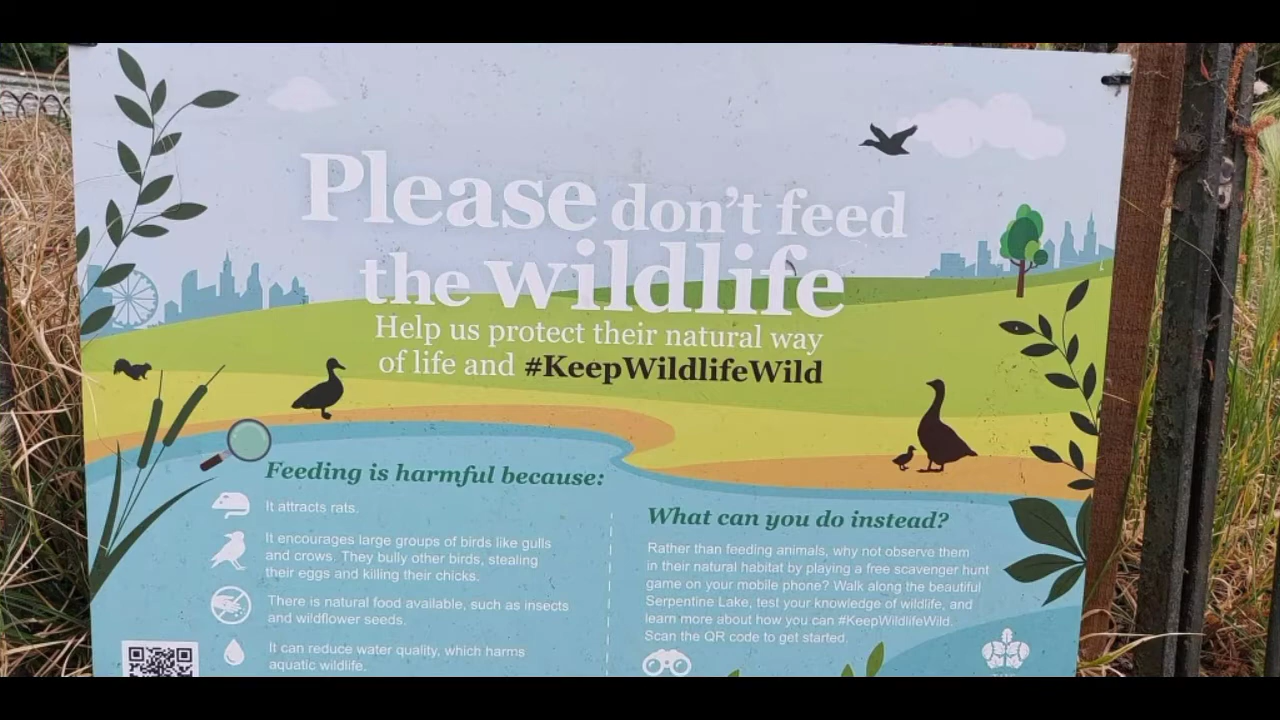 Please don't feed
the wildlife
Help us protect their natural way
of life and #KeepWildlifeWild
Feeding is harmful because:
It attracts rats.
It encourages large groups of birds like gulls
and crows. They bully other birds, stealing
their eggs and killing their chicks.
There is natural food available, such as insects
and wildflower seeds.
It can reduce water quality, which harms
aquatic wildlife.
What can you do instead?
Rather than feeding animals, why not observe them
in their natural habitat by playing a free scavenger hunt
game on your mobile phone? Walk along the beautiful
Serpentine Lake, test your knowledge of wildlife, and
learn more about how you can #KeepWildlifeWild.
Scan the QR code to get started.